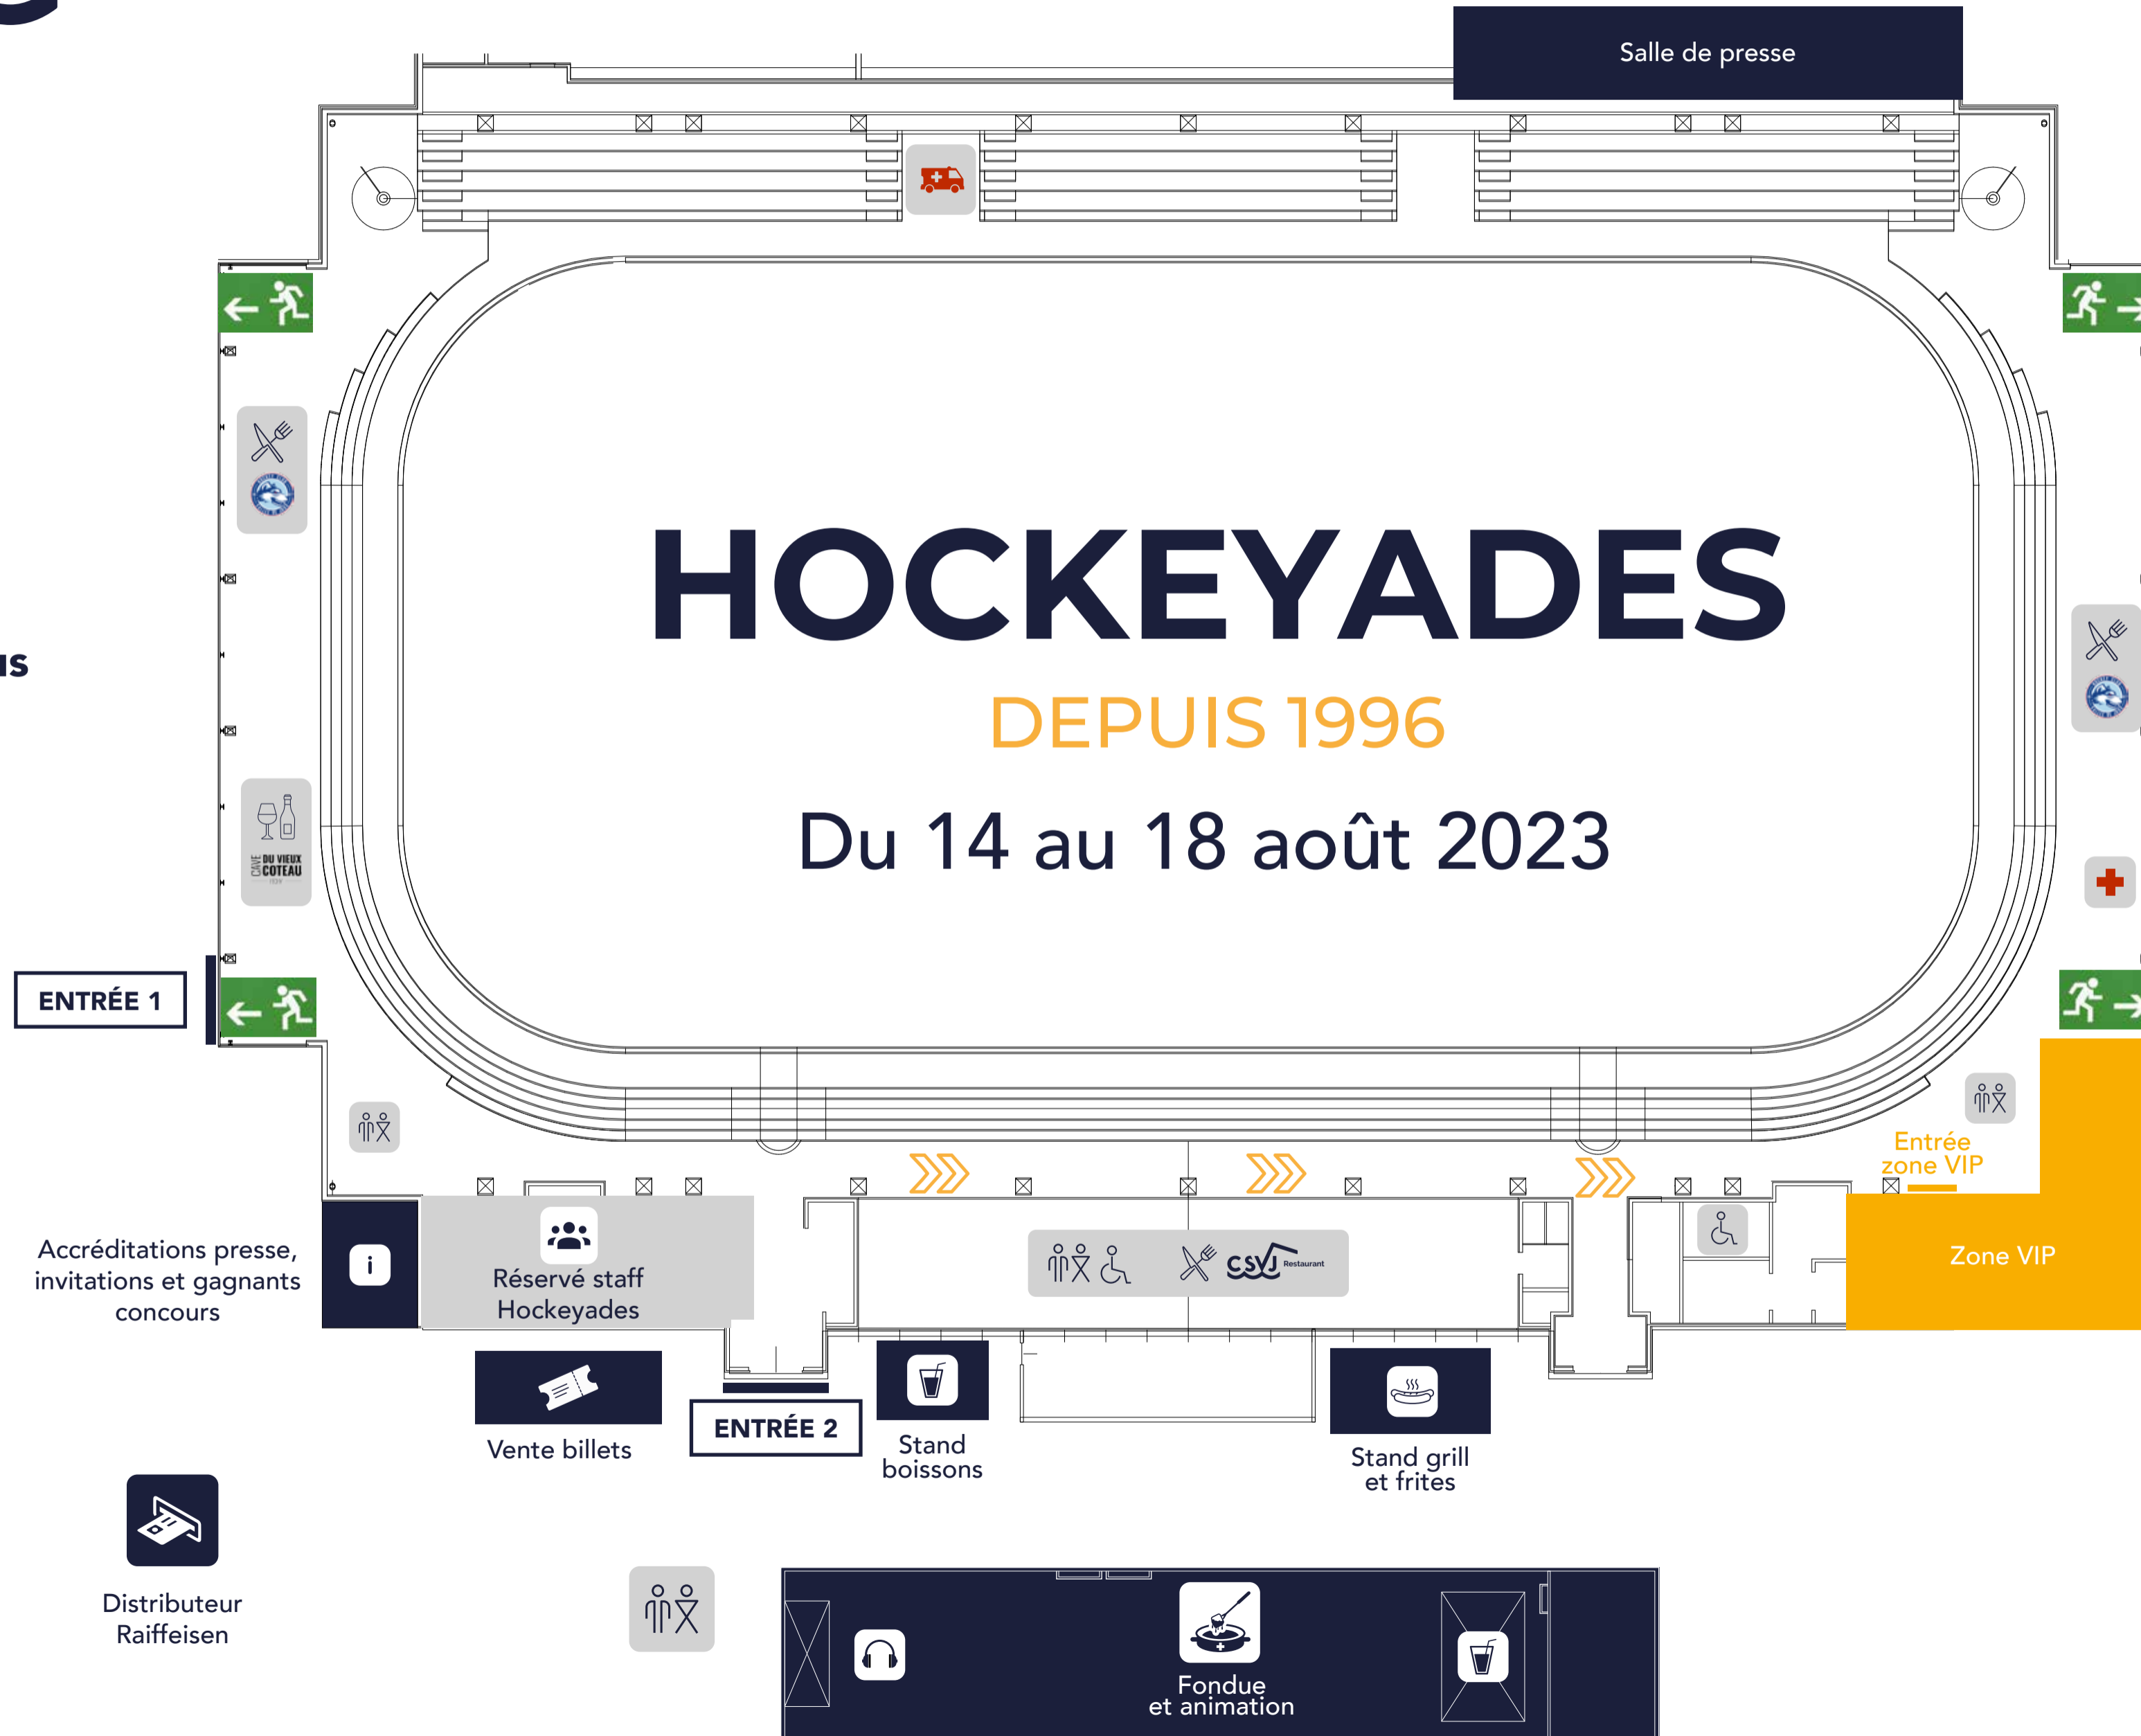 Salle de presse
us
HOCKEYADES
DEPUIS 1996
Du 14 au 18 août 2023
CAVE
DU VIEUX
COTEAU
ENTRÉE 1
Entrée
zone VIP
Accréditations presse,
invitations et gagnants
concours
i
Réservé staff
Hockeyades
CSVJ Restaurant
Zone VIP
Vente billets
ENTRÉE 2
Stand
boissons
Stand grill
et frites
Distributeur
Raiffeisen
Fondue
et animation